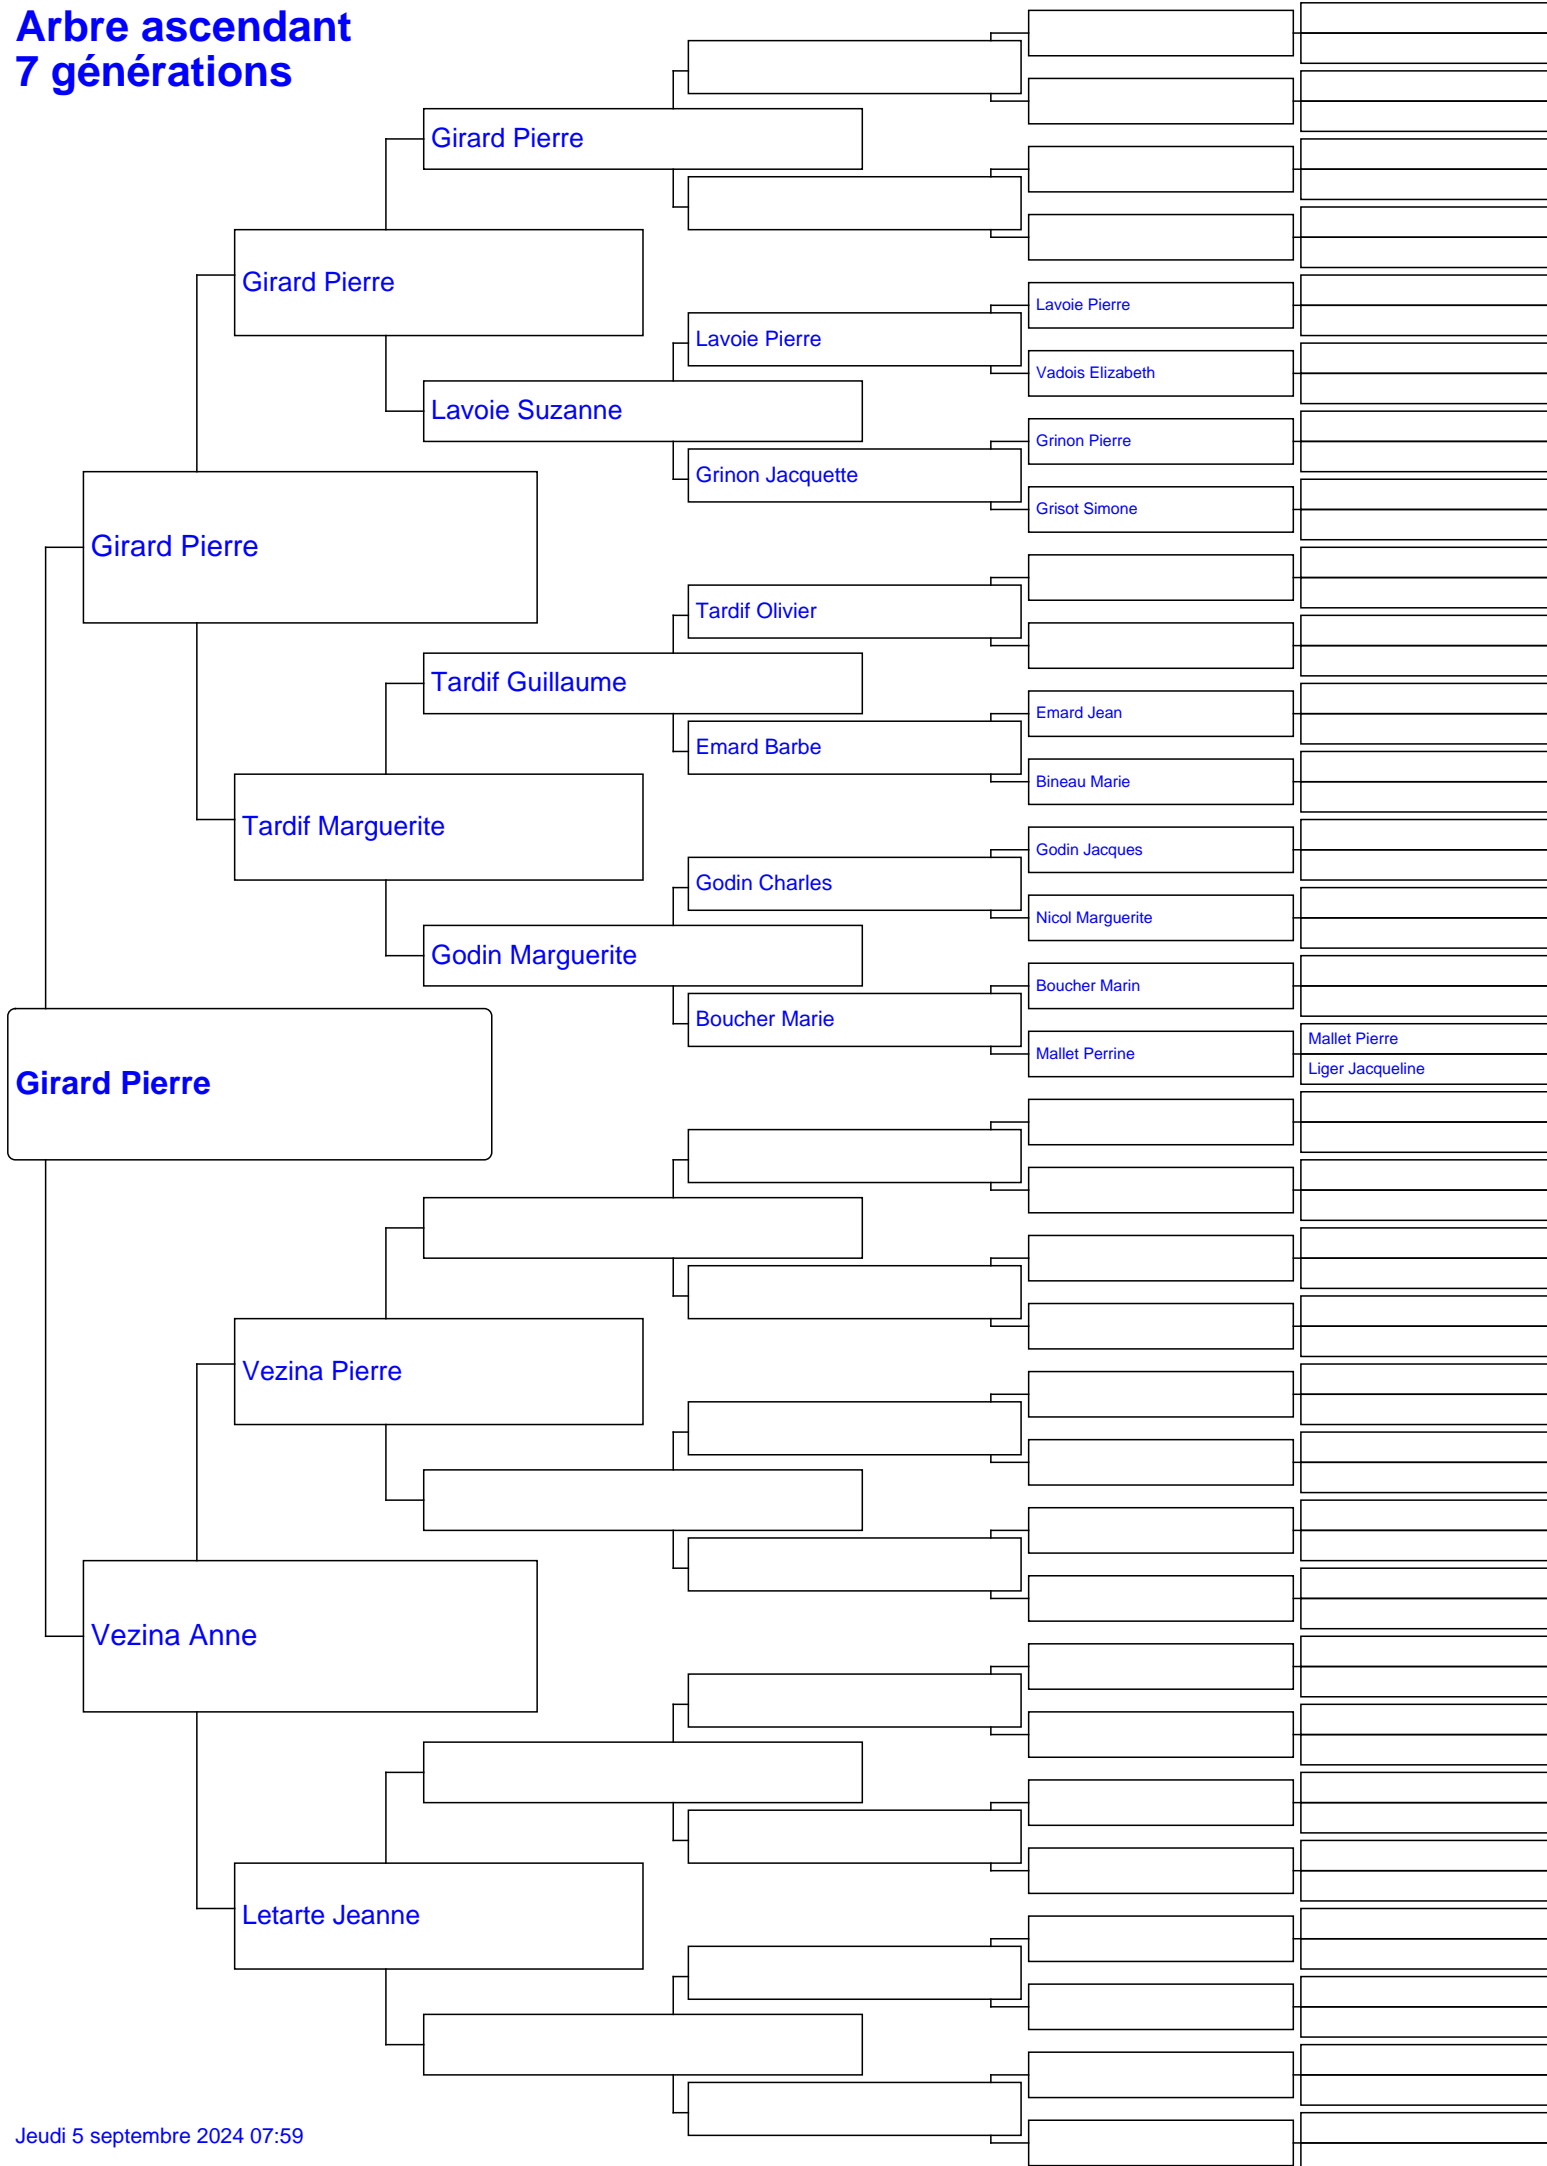 Arbre ascendant
7 générations
Girard Pierre
Girard Pierre
Lavoie Pierre
Lavoie Pierre
Vadois Elizabeth
Lavoie Suzanne
Grinon Pierre
Grinon Jacquette
Grisot Simone
Girard Pierre
Tardif Olivier
Tardif Guillaume
Emard Jean
Emard Barbe
Bineau Marie
Tardif Marguerite
Godin Jacques
Godin Charles
Nicol Marguerite
Godin Marguerite
Boucher Marin
Boucher Marie
Mallet Pierre
Mallet Perrine
Liger Jacqueline
Girard Pierre
Vezina Pierre
Vezina Anne
Letarte Jeanne
Jeudi 5 septembre 2024 07:59